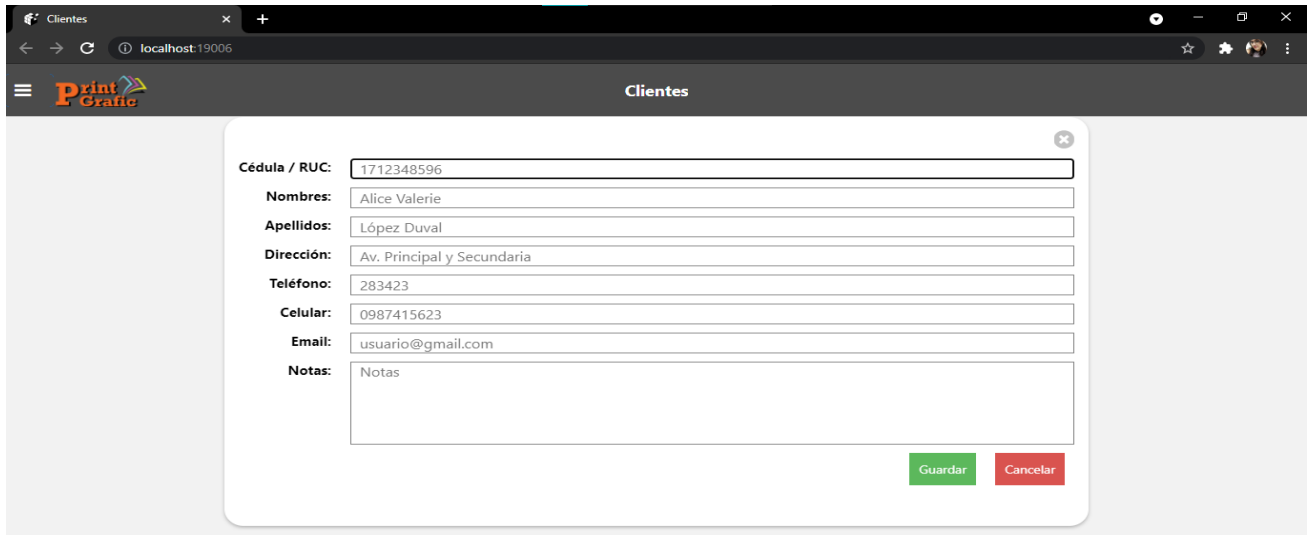 Clientes
localhost:19006
Print Grafic
Clientes
Cédula / RUC: 1712348596
Nombres: Alice Valerie
Apellidos: López Duval
Dirección: Av. Principal y Secundaria
Teléfono: 283423
Celular: 0987415623
Email: usuario@gmail.com
Notas: Notas
Guardar Cancelar